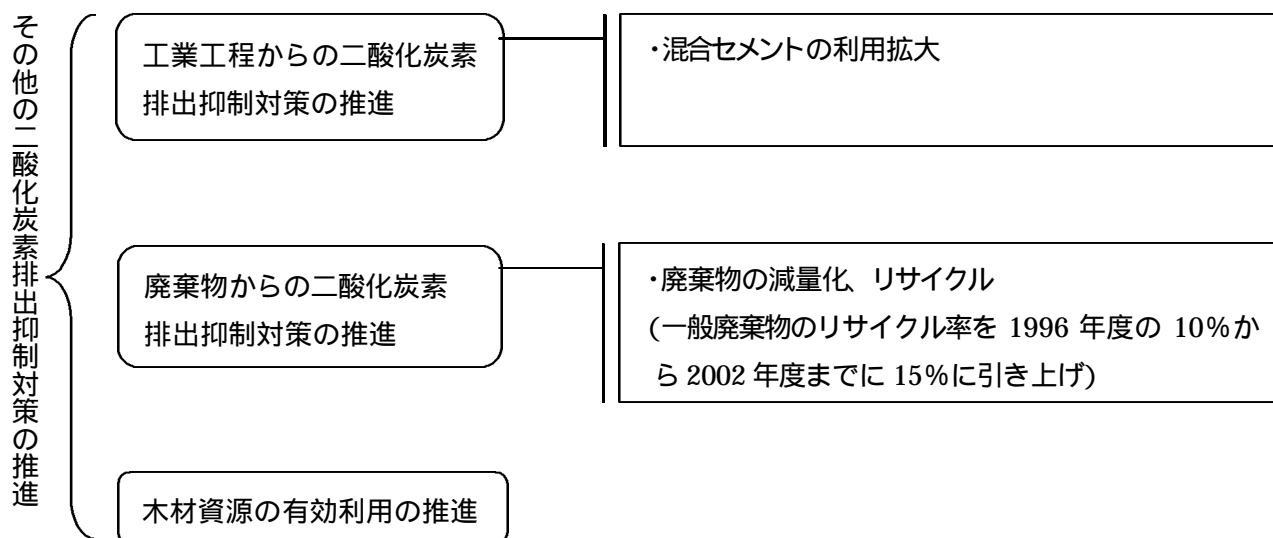 その他の二酸化炭素排出抑制対策の推進
工業工程からの二酸化炭素
排出抑制対策の推進
・混合セメントの利用拡大
廃棄物からの二酸化炭素
排出抑制対策の推進
・廃棄物の減量化、リサイクル
(一般廃棄物のリサイクル率を 1996 年度の 10%か
ら 2002 年度までに 15%に引き上げ)
木材資源の有効利用の推進